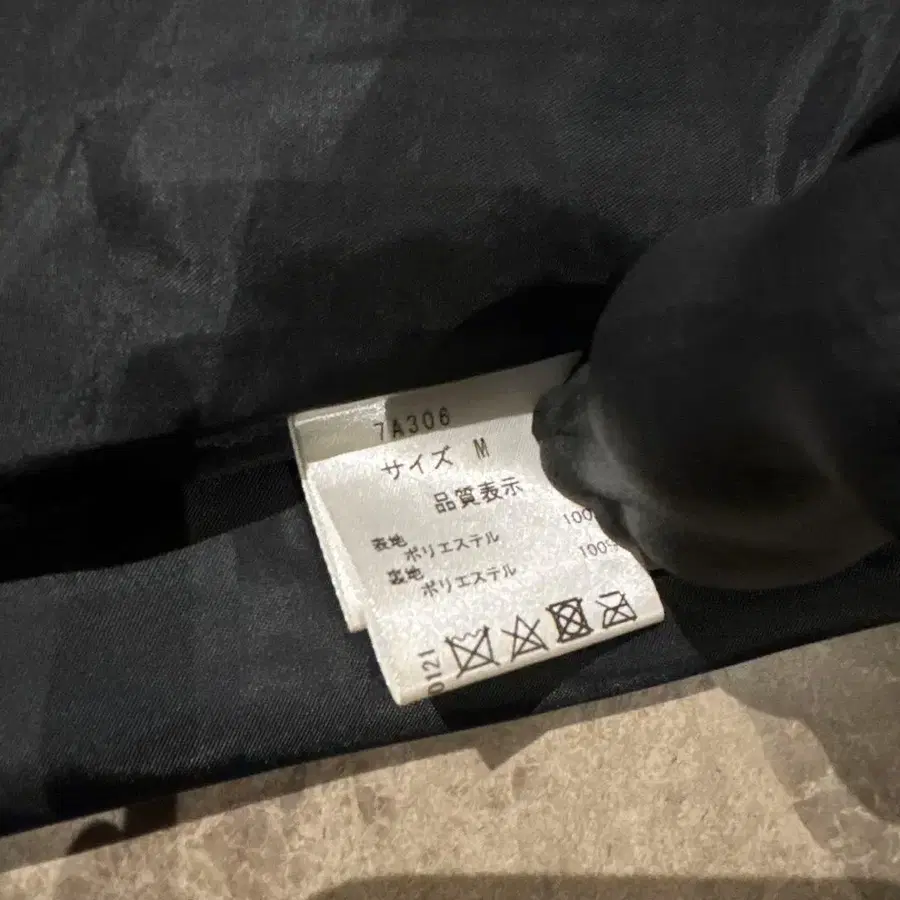 7A306
サイズ M
品質表示
表地
ポリエステル 100%
裏地
ポリエステル 100%
0121